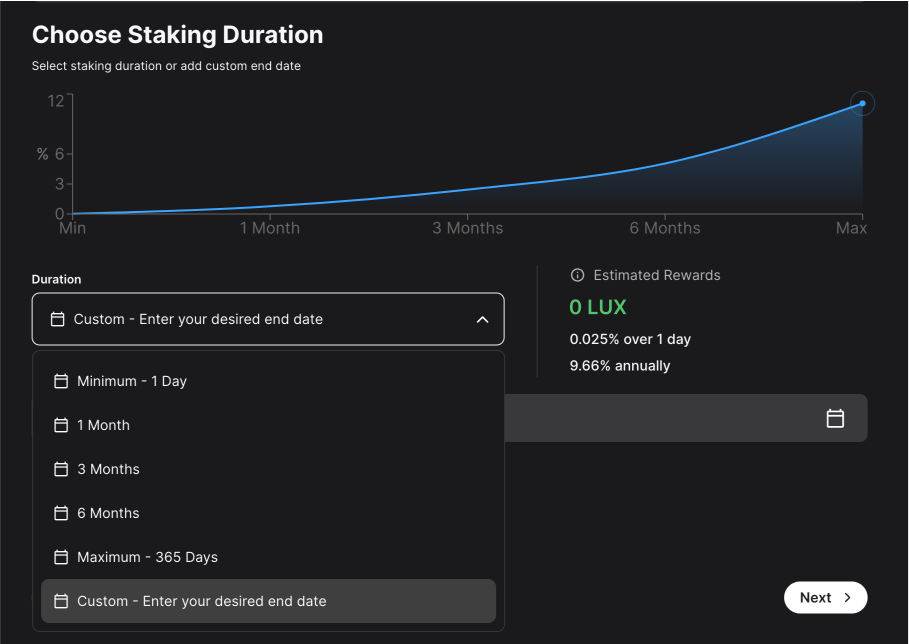 Choose Staking Duration
Select staking duration or add custom end date
12
% 6
3
0
Min 1 Month 3 Months 6 Months Max
Duration
Custom - Enter your desired end date
Minimum - 1 Day
1 Month
3 Months
6 Months
Maximum - 365 Days
Custom - Enter your desired end date
Estimated Rewards
0 LUX
0.025% over 1 day
9.66% annually
Next